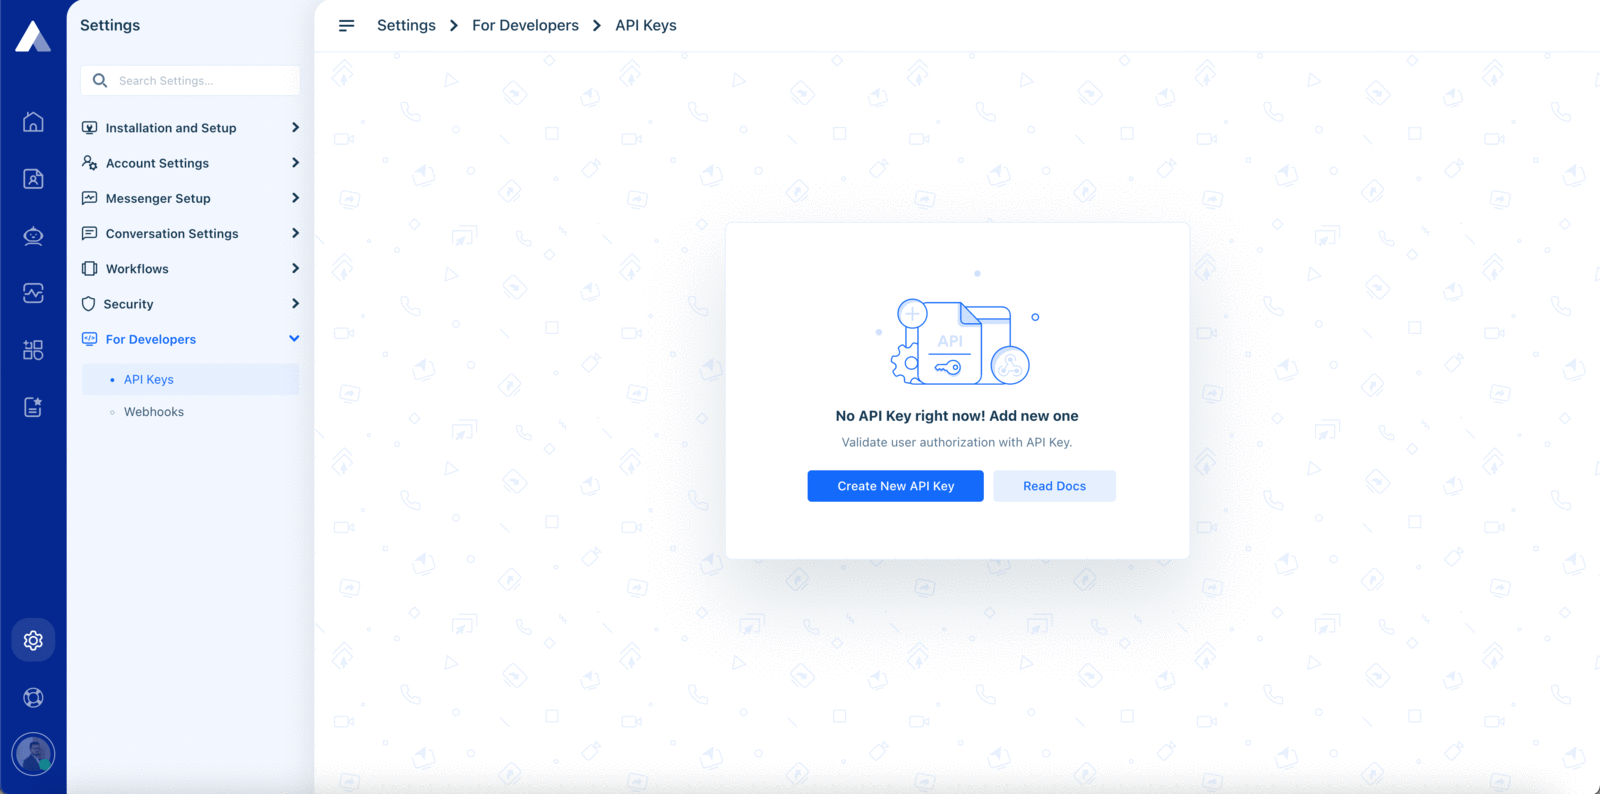 Settings
Search Settings...
Installation and Setup
Account Settings
Messenger Setup
Conversation Settings
Workflows
Security
For Developers
API Keys
Webhooks
Settings > For Developers > API Keys
API
No API Key right now! Add new one
Validate user authorization with API Key.
Create New API Key
Read Docs